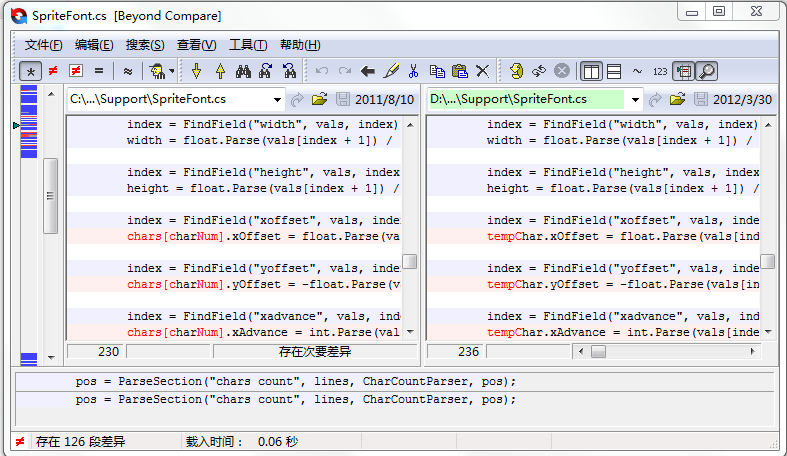 SpriteFont.cs [Beyond Compare]
文件(F) 编辑(E) 搜索(S) 查看(V) 工具(T) 帮助(H)
* ≠ ≠ = ≈ ~ 123
C:\...\Support\SpriteFont.cs 2011/8/10
index = FindField("width", vals, index)
width = float.Parse(vals[index + 1]) /
index = FindField("height", vals, index
height = float.Parse(vals[index + 1]) /
index = FindField("xoffset", vals, inde
chars[charNum].xOffset = float.Parse(va
index = FindField("yoffset", vals, inde
chars[charNum].yOffset = -float.Parse(v
index = FindField("xadvance", vals, ind
chars[charNum].xAdvance = int.Parse(val
230 存在次要差异
D:\...\Support\SpriteFont.cs 2012/3/30
index = FindField("width", vals, index)
width = float.Parse(vals[index + 1]) /
index = FindField("height", vals, index
height = float.Parse(vals[index + 1]) /
index = FindField("xoffset", vals, inde
tempChar.xOffset = float.Parse(vals[ind
index = FindField("yoffset", vals, inde
tempChar.yOffset = -float.Parse(vals[in
index = FindField("xadvance", vals, ind
tempChar.xAdvance = int.Parse(vals[inde
236
pos = ParseSection("chars count", lines, CharCountParser, pos);
pos = ParseSection("chars count", lines, CharCountParser, pos);
≠ 存在 126 段差异 载入时间： 0.06 秒